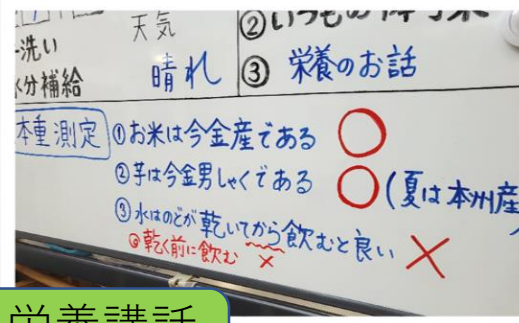 天気
②いつもの体
-洗い
水分補給
晴れ
③ 栄養のお話
体重測定
①お米は今金産である ○
②芋は今金男しゃくである ○ (夏は本州産
③水はのどが乾いてから飲むと良い ×
◎乾く前に飲む ×
栄養講話